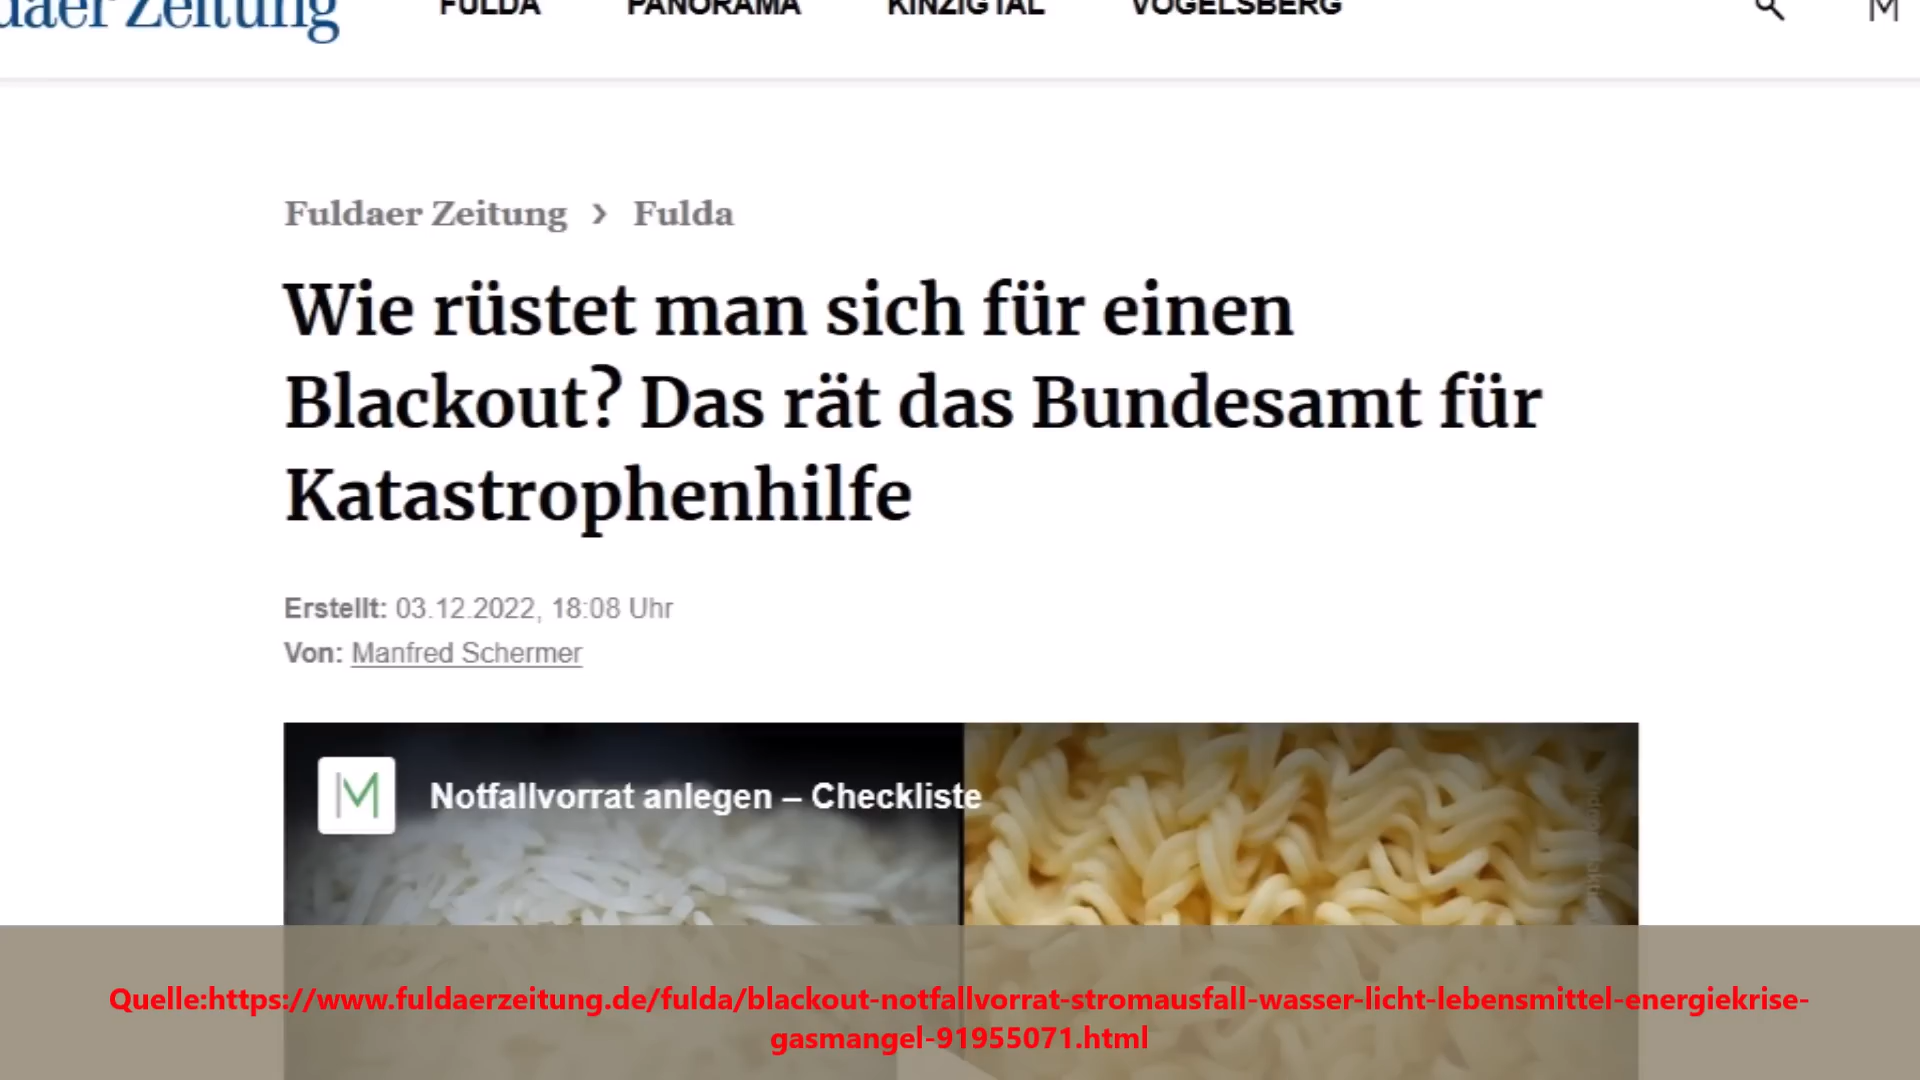 daer Zeitung
FULDA PANORAMA KINZIGTAL VOGELSBERG M
Fuldaer Zeitung › Fulda
Wie rüstet man sich für einen
Blackout? Das rät das Bundesamt für
Katastrophenhilfe
Erstellt: 03.12.2022, 18:08 Uhr
Von: Manfred Schermer
M Notfallvorrat anlegen – Checkliste
Quelle:https://www.fuldaerzeitung.de/fulda/blackout-notfallvorrat-stromausfall-wasser-licht-lebensmittel-energiekrise-
gasmangel-91955071.html